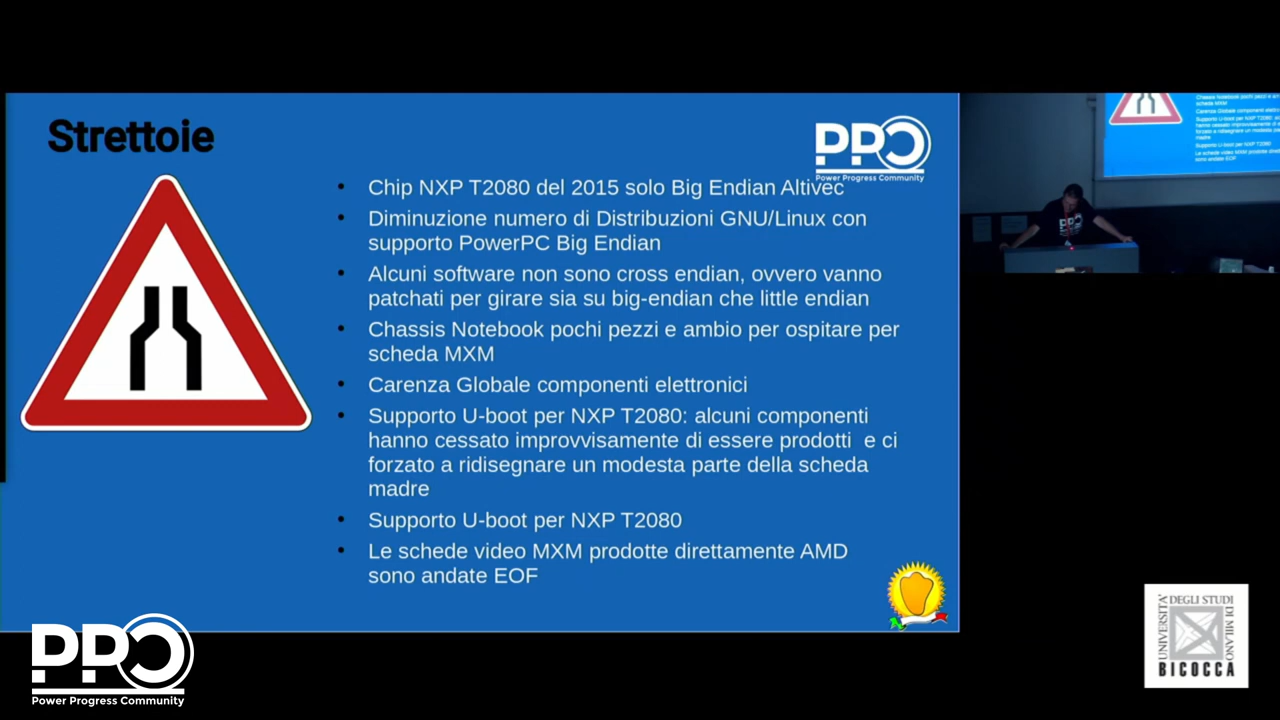 Strettoie
PPC
Power Progress Community
Chip NXP T2080 del 2015 solo Big Endian Altivec
Diminuzione numero di Distribuzioni GNU/Linux con
supporto PowerPC Big Endian
Alcuni software non sono cross endian, ovvero vanno
patchati per girare sia su big-endian che little endian
Chassis Notebook pochi pezzi e ambio per ospitare per
scheda MXM
Carenza Globale componenti elettronici
Supporto U-boot per NXP T2080: alcuni componenti
hanno cessato improvvisamente di essere prodotti  e ci
forzato a ridisegnare un modesta parte della scheda
madre
Supporto U-boot per NXP T2080
Le schede video MXM prodotte direttamente AMD
sono andate EOF
PPC
Power Progress Community
UNIVERSITÀ
DEGLI STUDI
DI MILANO
BICOCCA